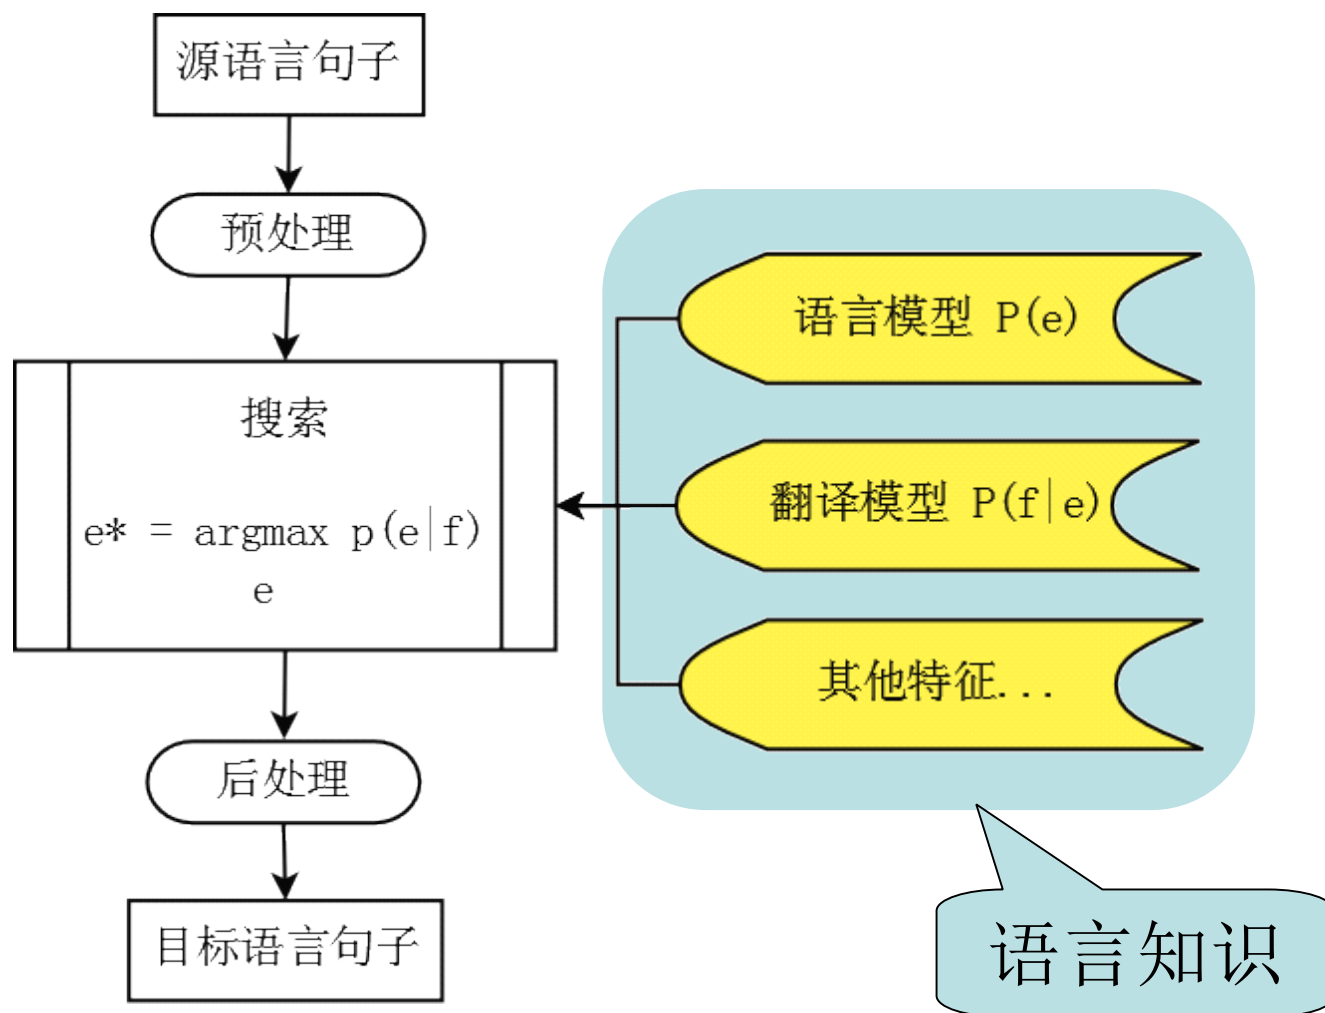 源语言句子
预处理
搜索
e* = argmax p(e|f)
e
后处理
目标语言句子
语言模型 P(e)
翻译模型 P(f|e)
其他特征...
语言知识